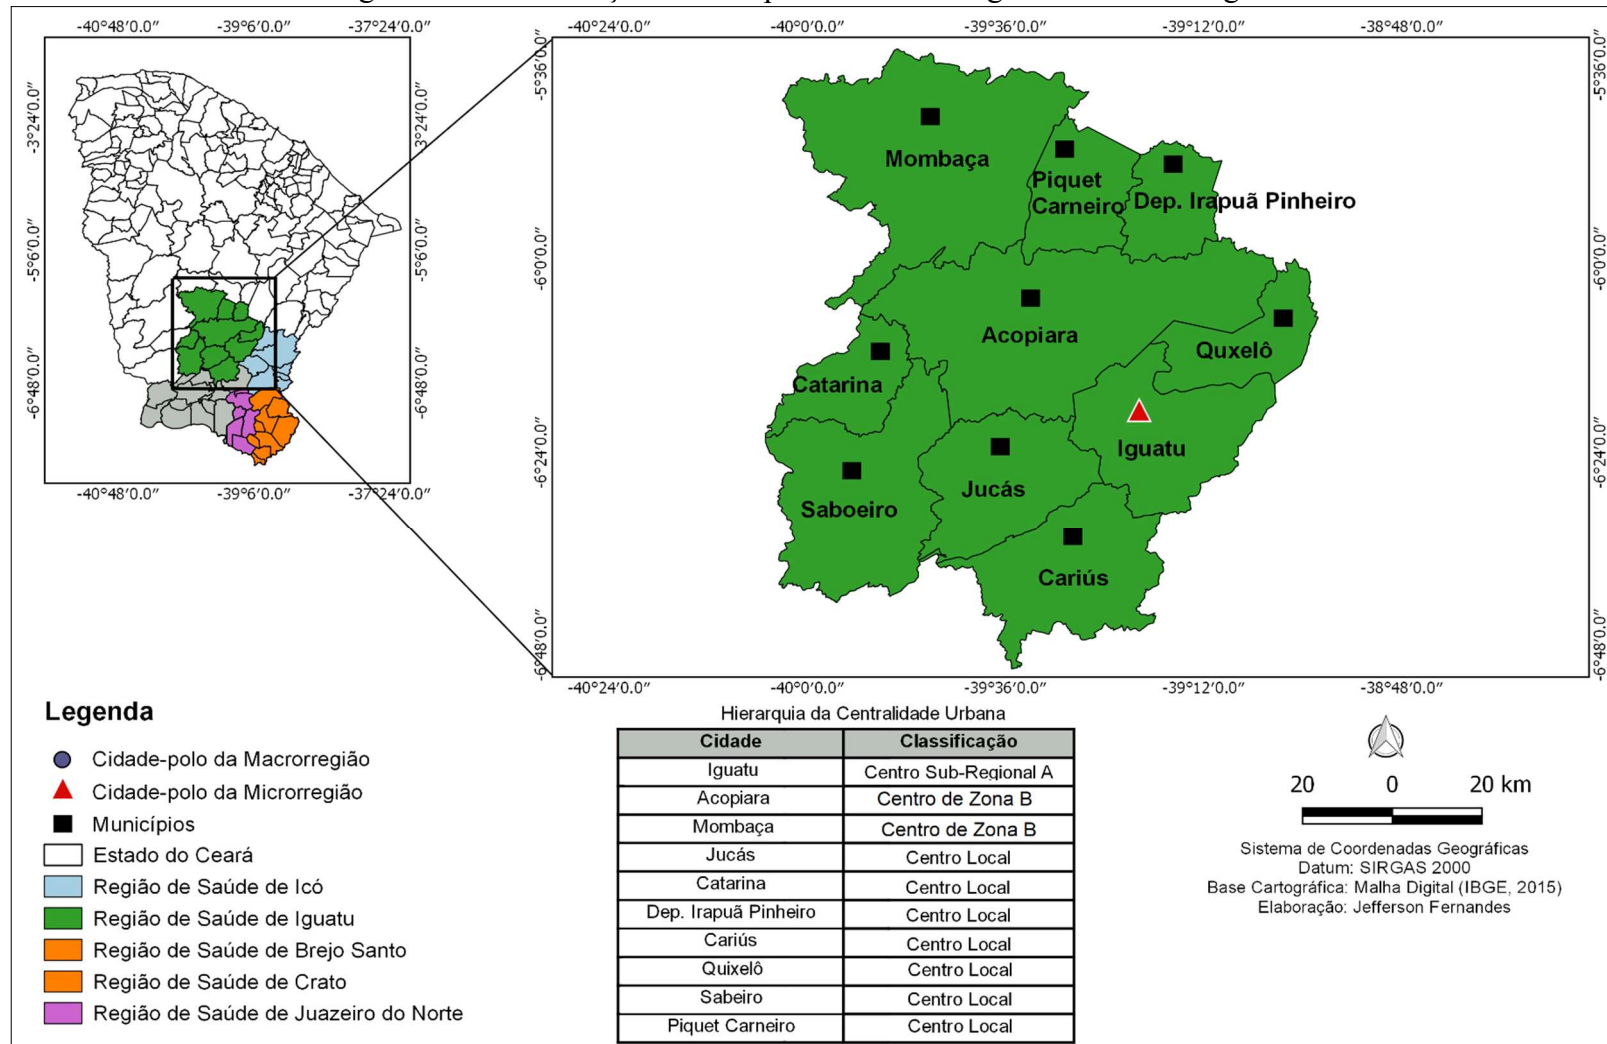 -40°48′0.0″ -39°6′0.0″ -37°24′0.0″
-3°24′0.0″ -5°6′0.0″ -6°48′0.0″
-3°24′0.0″ -5°6′0.0″ -6°48′0.0″
-40°48′0.0″ -39°6′0.0″ -37°24′0.0″
-40°24′0.0″ -40°0′0.0″ -39°36′0.0″ -39°12′0.0″ -38°48′0.0″
-5°36′0.0″ -6°0′0.0″ -6°24′0.0″ -6°48′0.0″
Mombaça
Piquet
Carneiro
Dep. Irapuã Pinheiro
Acopiara
Quxelô
Catarina
Iguatu
Jucás
Saboeiro
Cariús
-5°36′0.0″ -6°0′0.0″ -6°24′0.0″ -6°48′0.0″
-40°24′0.0″ -40°0′0.0″ -39°36′0.0″ -39°12′0.0″ -38°48′0.0″
Legenda
Cidade-polo da Macrorregião
Cidade-polo da Microrregião
Municípios
Estado do Ceará
Região de Saúde de Icó
Região de Saúde de Iguatu
Região de Saúde de Brejo Santo
Região de Saúde de Crato
Região de Saúde de Juazeiro do Norte
Hierarquia da Centralidade Urbana
Cidade Classificação
Iguatu Centro Sub-Regional A
Acopiara Centro de Zona B
Mombaça Centro de Zona B
Jucás Centro Local
Catarina Centro Local
Dep. Irapuã Pinheiro Centro Local
Cariús Centro Local
Quixelô Centro Local
Sabeiro Centro Local
Piquet Carneiro Centro Local
20 0 20 km
Sistema de Coordenadas Geográficas
Datum: SIRGAS 2000
Base Cartográfica: Malha Digital (IBGE, 2015)
Elaboração: Jefferson Fernandes